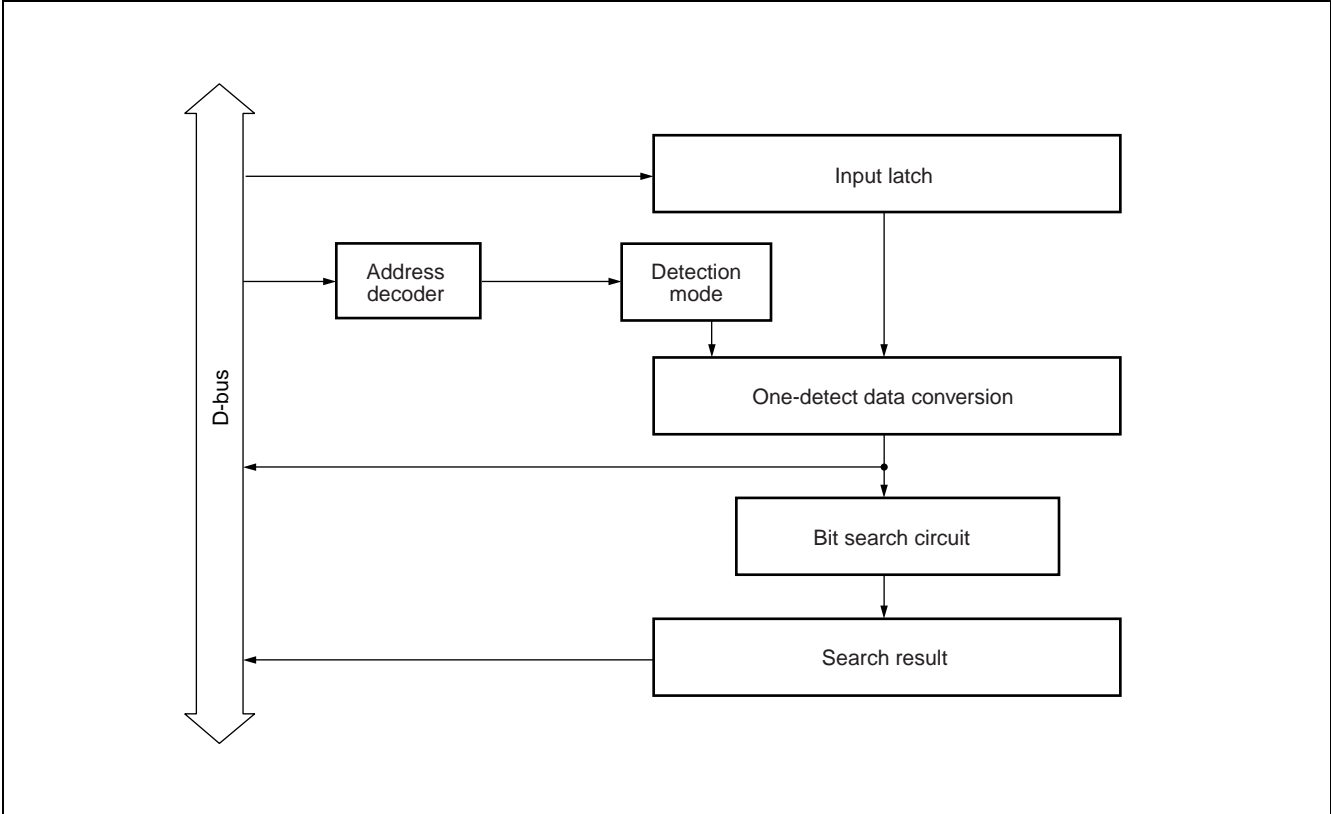 Input latch
Address
decoder
Detection
mode
D-bus
One-detect data conversion
Bit search circuit
Search result